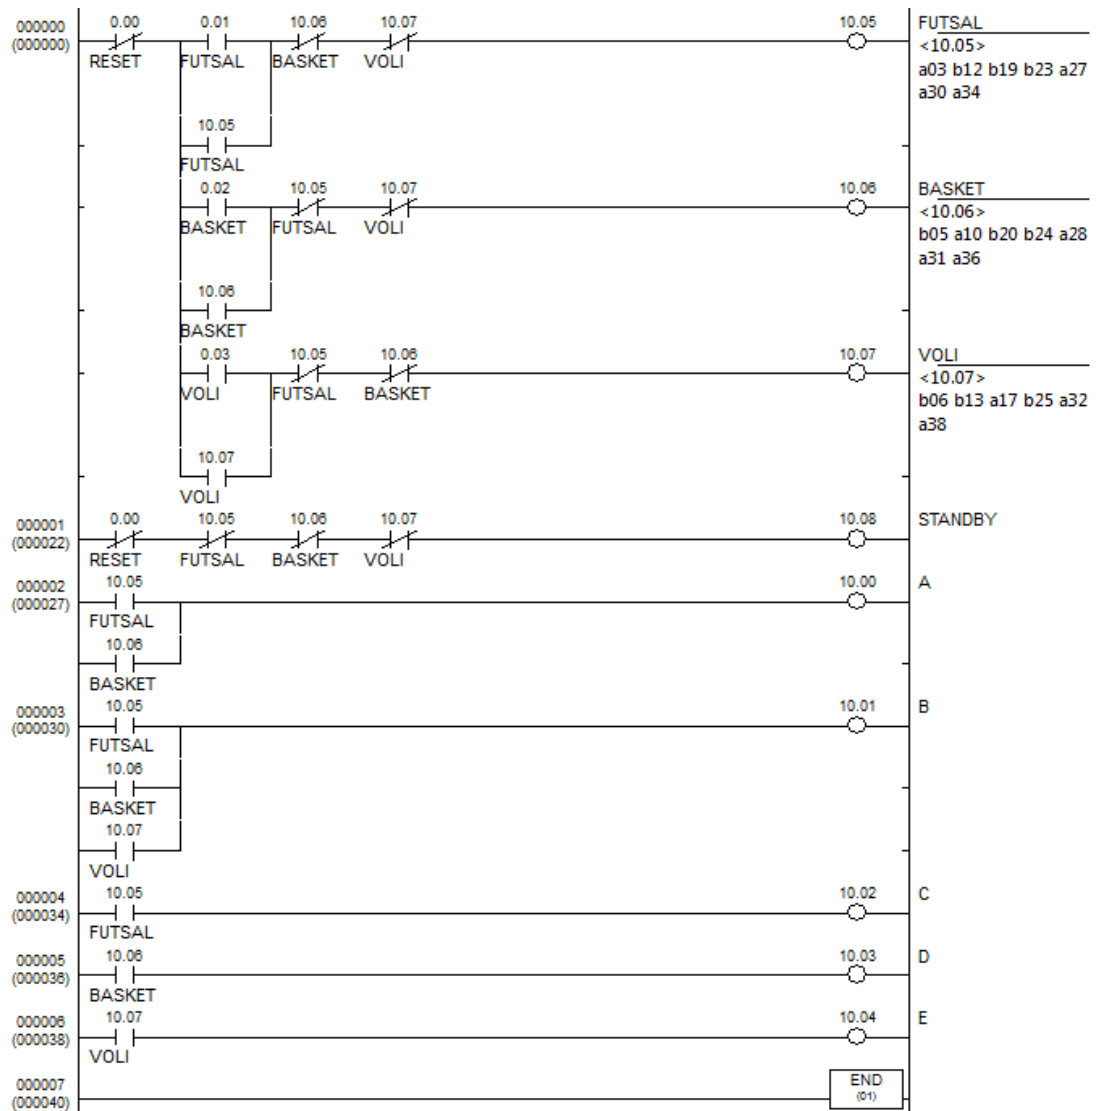 000000 0.00 0.01 10.06 10.07 10.05 FUTSAL
(000000) <10.05>
RESET FUTSAL BASKET VOLI a03 b12 b19 b23 a27
a30 a34
10.05
FUTSAL
0.02 10.05 10.07 10.06 BASKET
<10.06>
BASKET FUTSAL VOLI b05 a10 b20 b24 a28
a31 a36
10.06
BASKET
0.03 10.05 10.06 10.07 VOLI
<10.07>
VOLI FUTSAL BASKET b06 b13 a17 b25 a32
a38
10.07
VOLI
000001 0.00 10.05 10.06 10.07 10.08 STANDBY
(000022)
RESET FUTSAL BASKET VOLI
000002 10.05 10.00 A
(000027)
FUTSAL
10.06
BASKET
000003 10.05 10.01 B
(000030)
FUTSAL
10.06
BASKET
10.07
VOLI
000004 10.05 10.02 C
(000034)
FUTSAL
000005 10.06 10.03 D
(000036)
BASKET
000006 10.07 10.04 E
(000038)
VOLI
000007 END
(000040) (01)